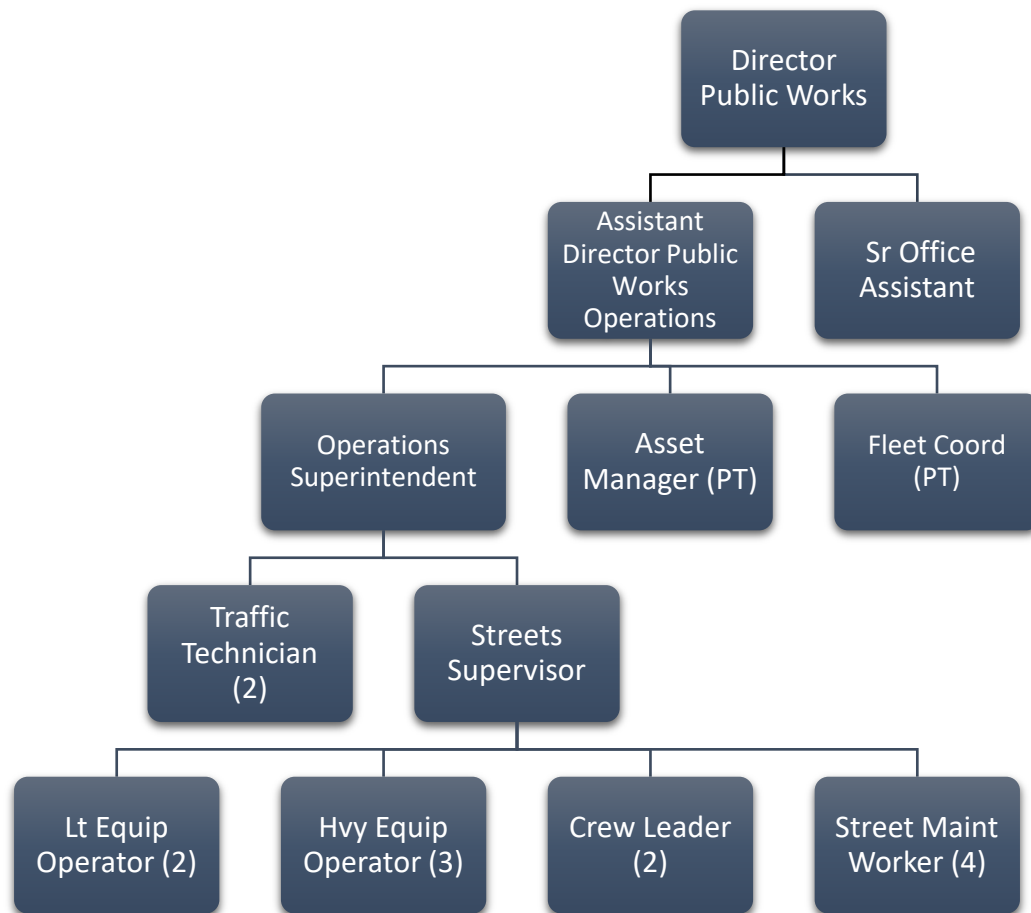 Director
Public Works
Assistant
Director Public
Works
Operations
Sr Office
Assistant
Operations
Superintendent
Asset
Manager (PT)
Fleet Coord
(PT)
Traffic
Technician
(2)
Streets
Supervisor
Lt Equip
Operator (2)
Hvy Equip
Operator (3)
Crew Leader
(2)
Street Maint
Worker (4)